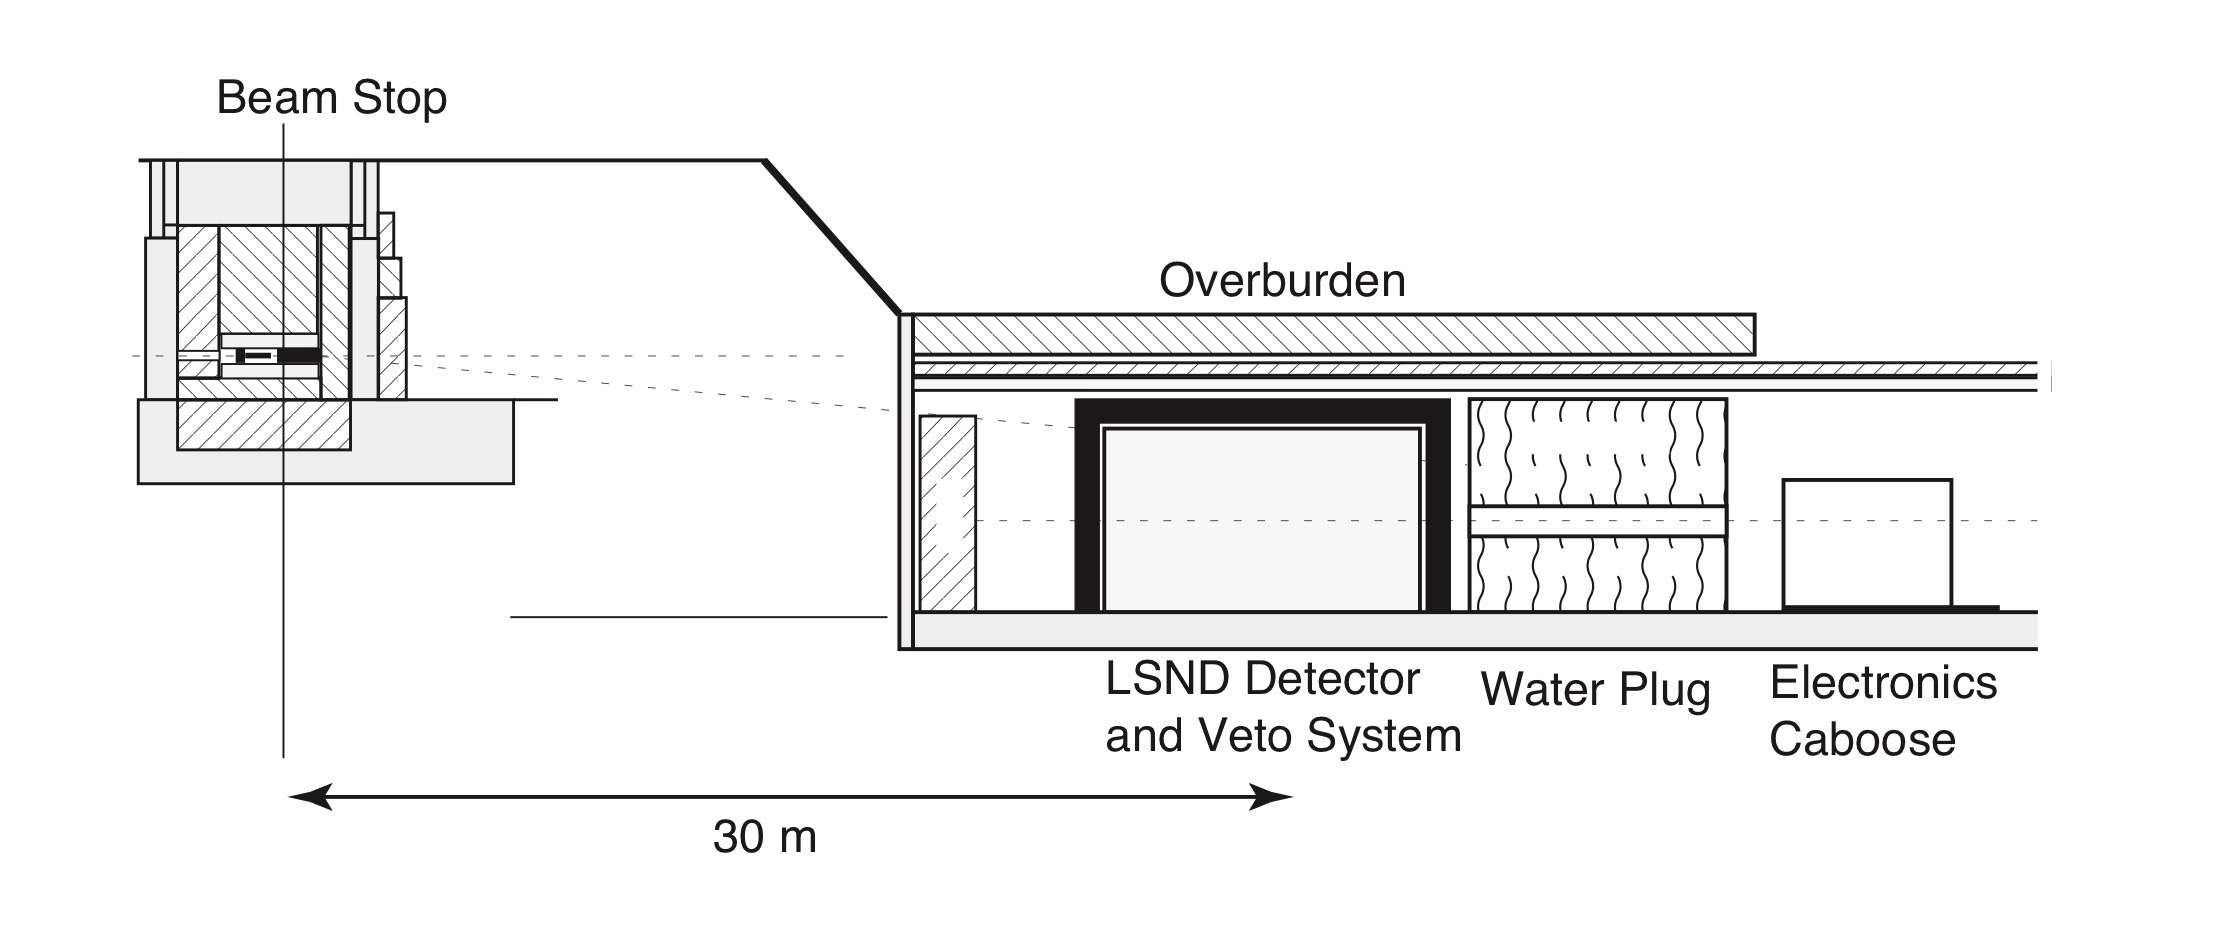 Beam Stop
Overburden
LSND Detector
and Veto System
Water Plug
Electronics
Caboose
30 m